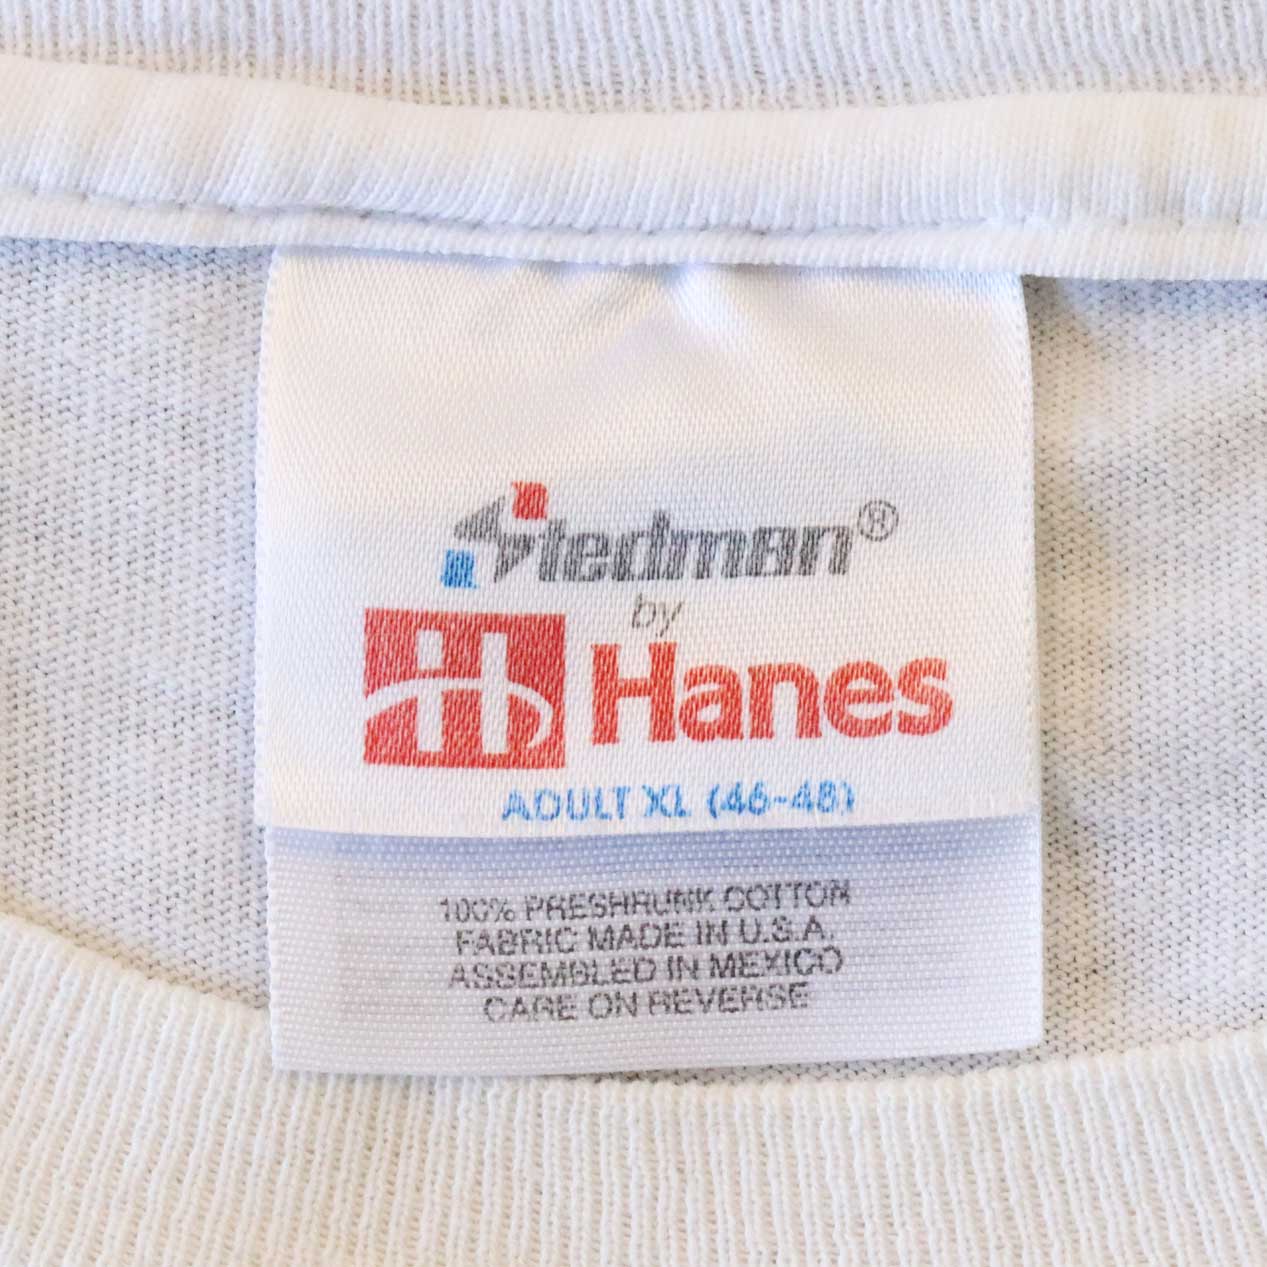 Stedman®
by
Hanes
ADULT XL (46-48)
100% PRESHRUNK COTTON
FABRIC MADE IN U.S.A.
ASSEMBLED IN MEXICO
CARE ON REVERSE